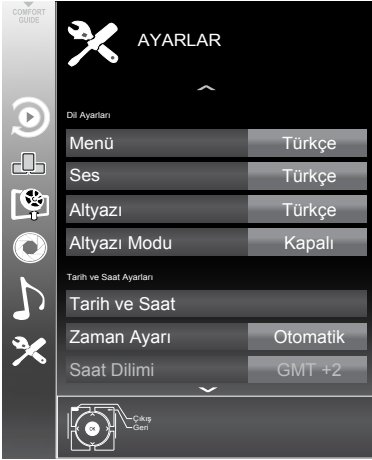 COMFORT
GUIDE
AYARLAR
Dil Ayarları
Menü Türkçe
Ses Türkçe
Altyazı Türkçe
Altyazı Modu Kapalı
Tarih ve Saat Ayarları
Tarih ve Saat
Zaman Ayarı Otomatik
Saat Dilimi GMT +2
OK
Çıkış
Geri